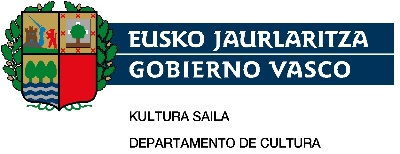 EUSKO JAURLARITZA
GOBIERNO VASCO
KULTURA SAILA
DEPARTAMENTO DE CULTURA